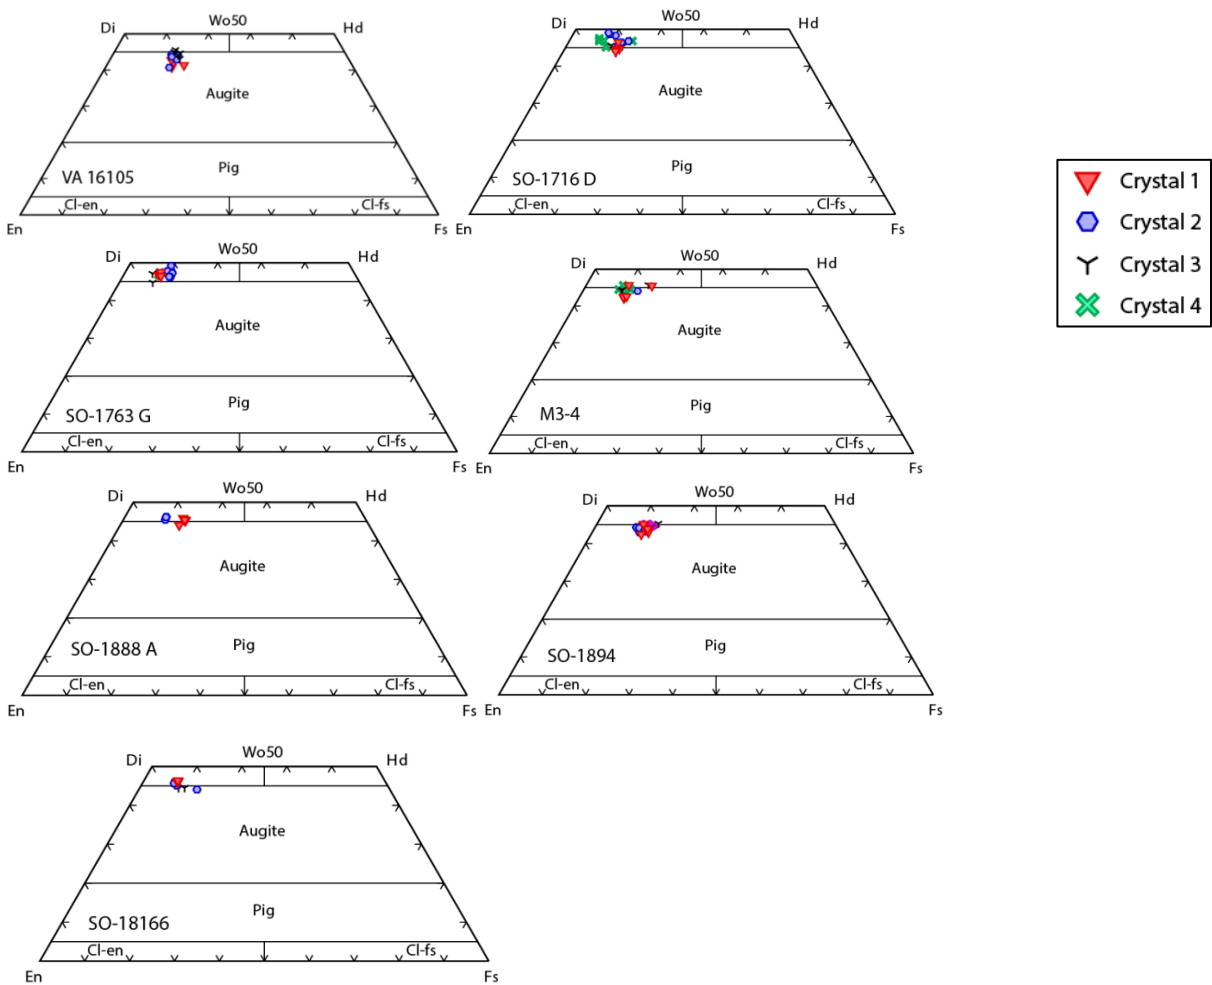 Di Wo50 Hd
Augite
Pig
VA 16105
Cl-en Cl-fs
En Fs
Di Wo50 Hd
Augite
Pig
SO-1716 D
Cl-en Cl-fs
En Fs
Crystal 1
Crystal 2
Crystal 3
Crystal 4
Di Wo50 Hd
Augite
Pig
SO-1763 G
Cl-en Cl-fs
En Fs
Di Wo50 Hd
Augite
Pig
M3-4
Cl-en Cl-fs
En Fs
Di Wo50 Hd
Augite
Pig
SO-1888 A
Cl-en Cl-fs
En Fs
Di Wo50 Hd
Augite
Pig
SO-1894
Cl-en Cl-fs
En Fs
Di Wo50 Hd
Augite
Pig
SO-18166
Cl-en Cl-fs
En Fs